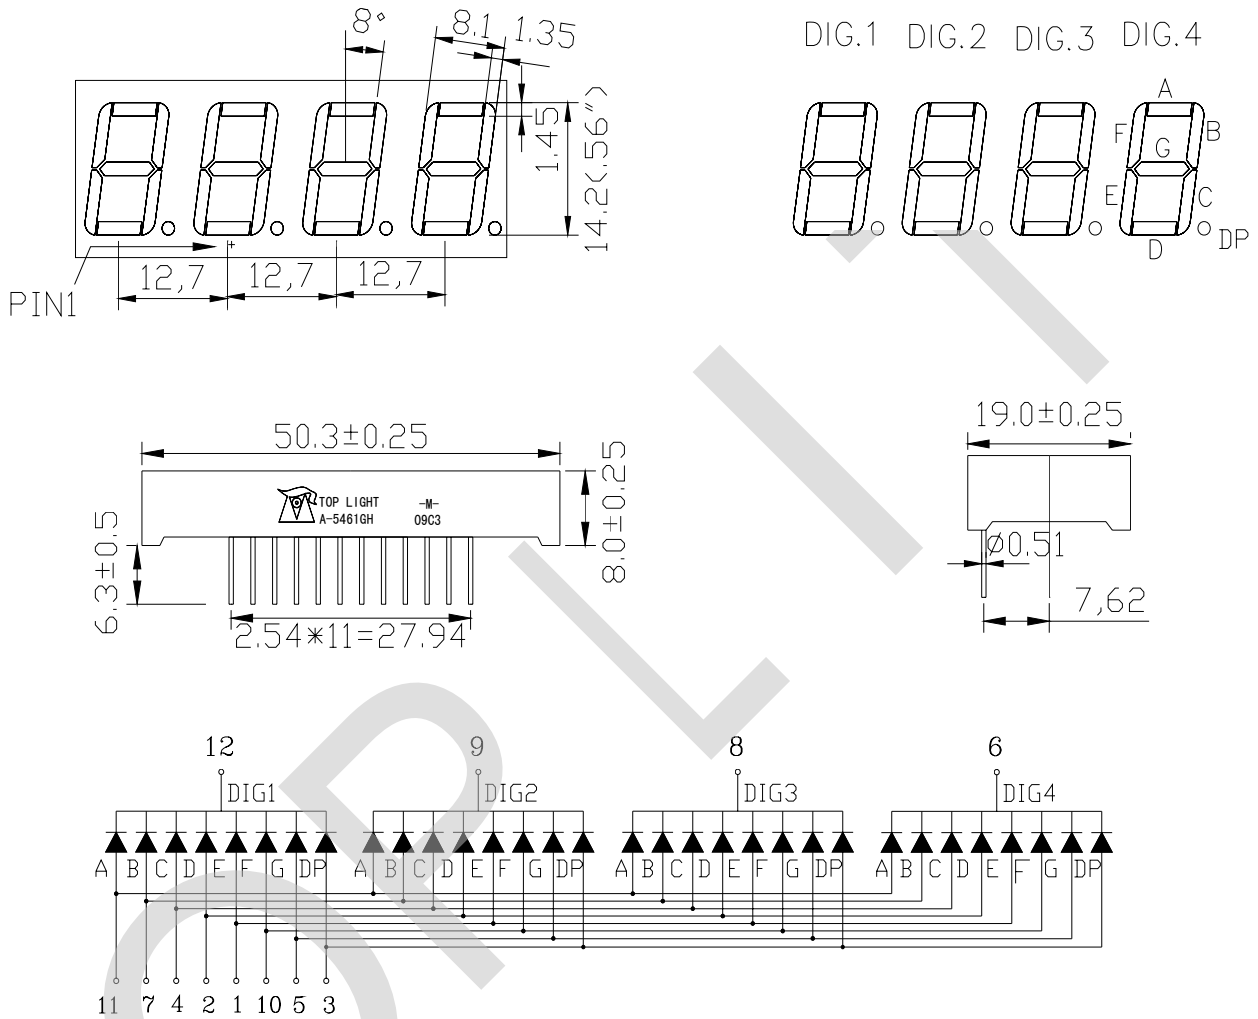 8°
8.1
1.35
1.45
14.2(.56")
12,7
12,7
12,7
PIN1
DIG.1 DIG.2 DIG.3 DIG.4
A
F
B
G
E
C
D
DP
50.3±0.25
TOP LIGHT -M-
A-5461GH 09C3
6.3±0.5
8.0±0.25
2.54*11=27.94
19.0±0.25
Ø0.51
7,62
12 9 8 6
DIG1 DIG2 DIG3 DIG4
A B C D E F G DP A B C D E F G DP A B C D E F G DP A B C D E F G DP
11 7 4 2 1 10 5 3
OPLIT